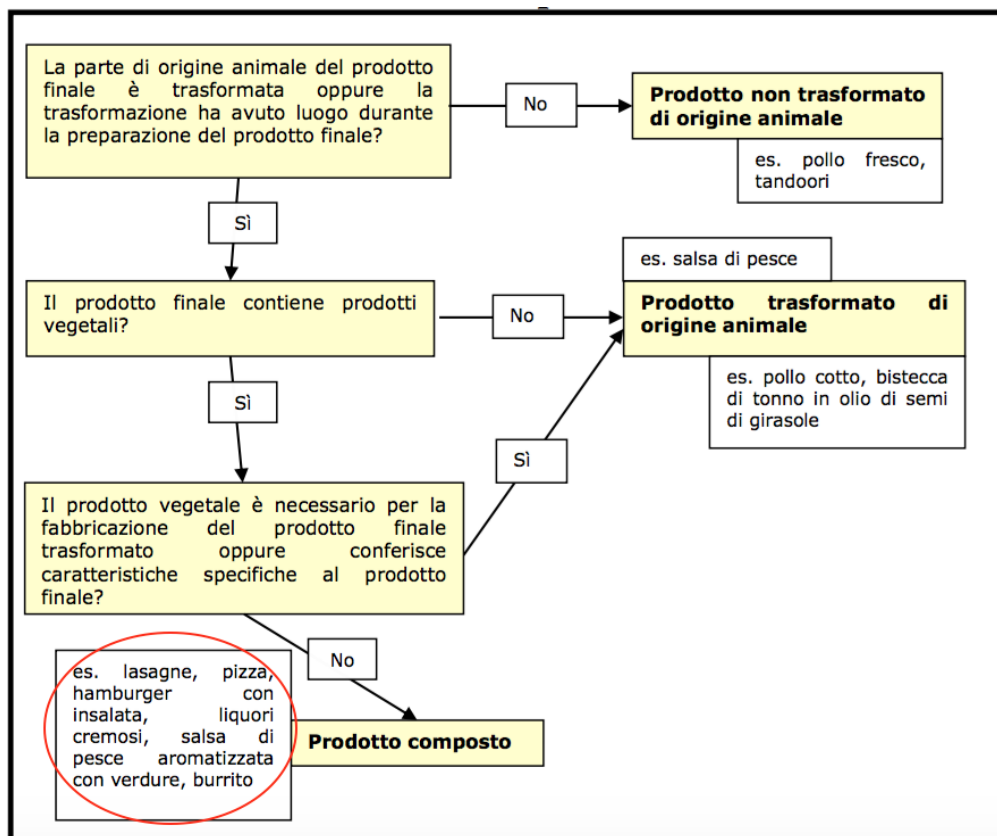 La parte di origine animale del prodotto
finale è trasformata oppure la
trasformazione ha avuto luogo durante
la preparazione del prodotto finale?
No
Prodotto non trasformato
di origine animale
es. pollo fresco,
tandoori
Sì
es. salsa di pesce
Il prodotto finale contiene prodotti
vegetali?
No
Prodotto trasformato di
origine animale
es. pollo cotto, bistecca
di tonno in olio di semi
di girasole
Sì
Sì
Il prodotto vegetale è necessario per la
fabbricazione del prodotto finale
trasformato oppure conferisce
caratteristiche specifiche al prodotto
finale?
No
es. lasagne, pizza,
hamburger con
insalata, liquori
cremosi, salsa di
pesce aromatizzata
con verdure, burrito
Prodotto composto